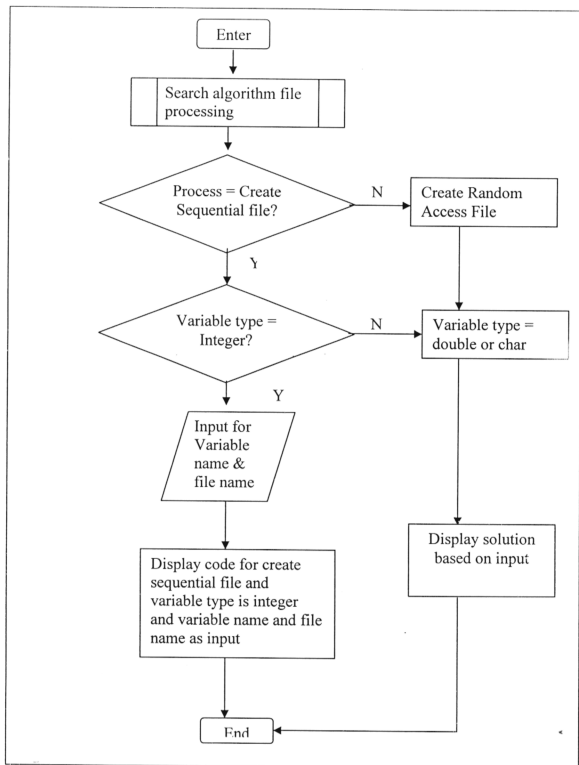 Enter
Search algorithm file
processing
Process = Create
Sequential file?
N
Create Random
Access File
Y
Variable type =
Integer?
N
Variable type =
double or char
Y
Input for
Variable
name &
file name
Display solution
based on input
Display code for create
sequential file and
variable type is integer
and variable name and file
name as input
End